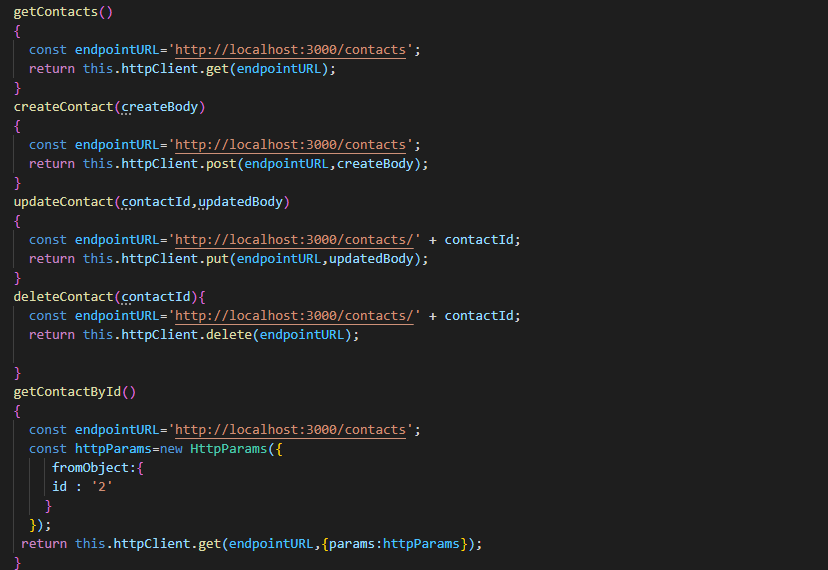 getContacts()
{
const endpointURL='http://localhost:3000/contacts';
return this.httpClient.get(endpointURL);
}
createContact(createBody)
{
const endpointURL='http://localhost:3000/contacts';
return this.httpClient.post(endpointURL,createBody);
}
updateContact(contactId,updatedBody)
{
const endpointURL='http://localhost:3000/contacts/' + contactId;
return this.httpClient.put(endpointURL,updatedBody);
}
deleteContact(contactId){
const endpointURL='http://localhost:3000/contacts/' + contactId;
return this.httpClient.delete(endpointURL);
}
getContactById()
{
const endpointURL='http://localhost:3000/contacts';
const httpParams=new HttpParams({
fromObject:{
id : '2'
}
});
return this.httpClient.get(endpointURL,{params:httpParams});
}